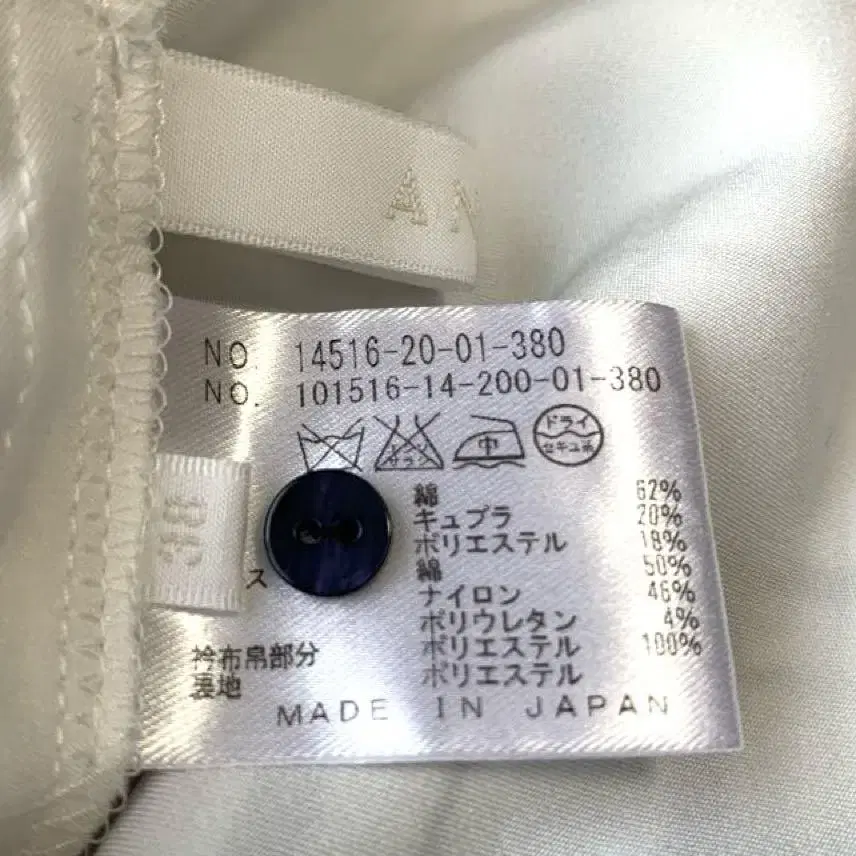 AN
NO. 14516-20-01-380
NO. 101516-14-200-01-380
中
ドライ
セキユ系
38
綿 62%
キュプラ 20%
ポリエステル 18%
綿 50%
ナイロン 46%
ス
ポリウレタン 4%
衿布帛部分 ポリエステル 100%
裏地 ポリエステル
MADE IN JAPAN